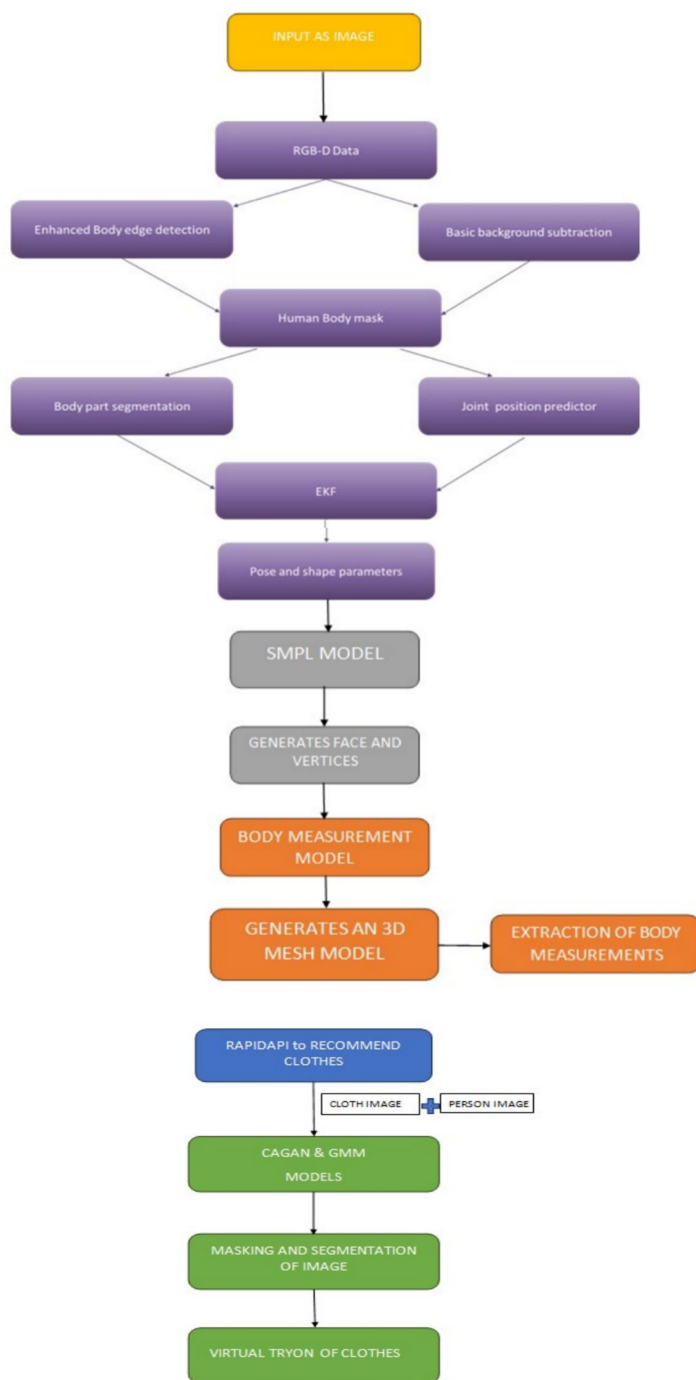 INPUT AS IMAGE
RGB-D Data
Enhanced Body edge detection
Basic background subtraction
Human Body mask
Body part segmentation
Joint position predictor
EKF
Pose and shape parameters
SMPL MODEL
GENERATES FACE AND
VERTICES
BODY MEASUREMENT
MODEL
GENERATES AN 3D
MESH MODEL
EXTRACTION OF BODY
MEASUREMENTS
RAPIDAPI to RECOMMEND
CLOTHES
CLOTH IMAGE
PERSON IMAGE
CAGAN & GMM
MODELS
MASKING AND SEGMENTATION
OF IMAGE
VIRTUAL TRYON OF CLOTHES